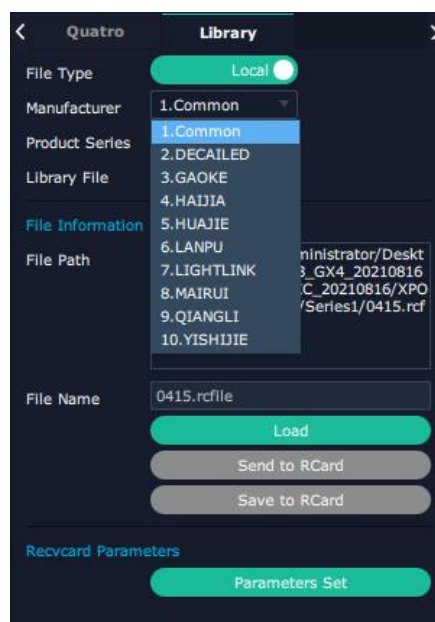 Quatro Library
File Type Local
Manufacturer 1.Common
Product Series
Library File
1.Common
2.DECAILED
3.GAOKE
4.HAIJIA
5.HUAJIE
6.LANPU
7.LIGHTLINK
8.MAIRUI
9.QIANGLI
10.YISHIJIE
File Information
File Path
ministrator/Deskt
3_GX4_20210816
C_20210816/XPO
/Series1/0415.rcf
File Name 0415.rcfile
Load
Send to RCard
Save to RCard
Recvcard Parameters
Parameters Set